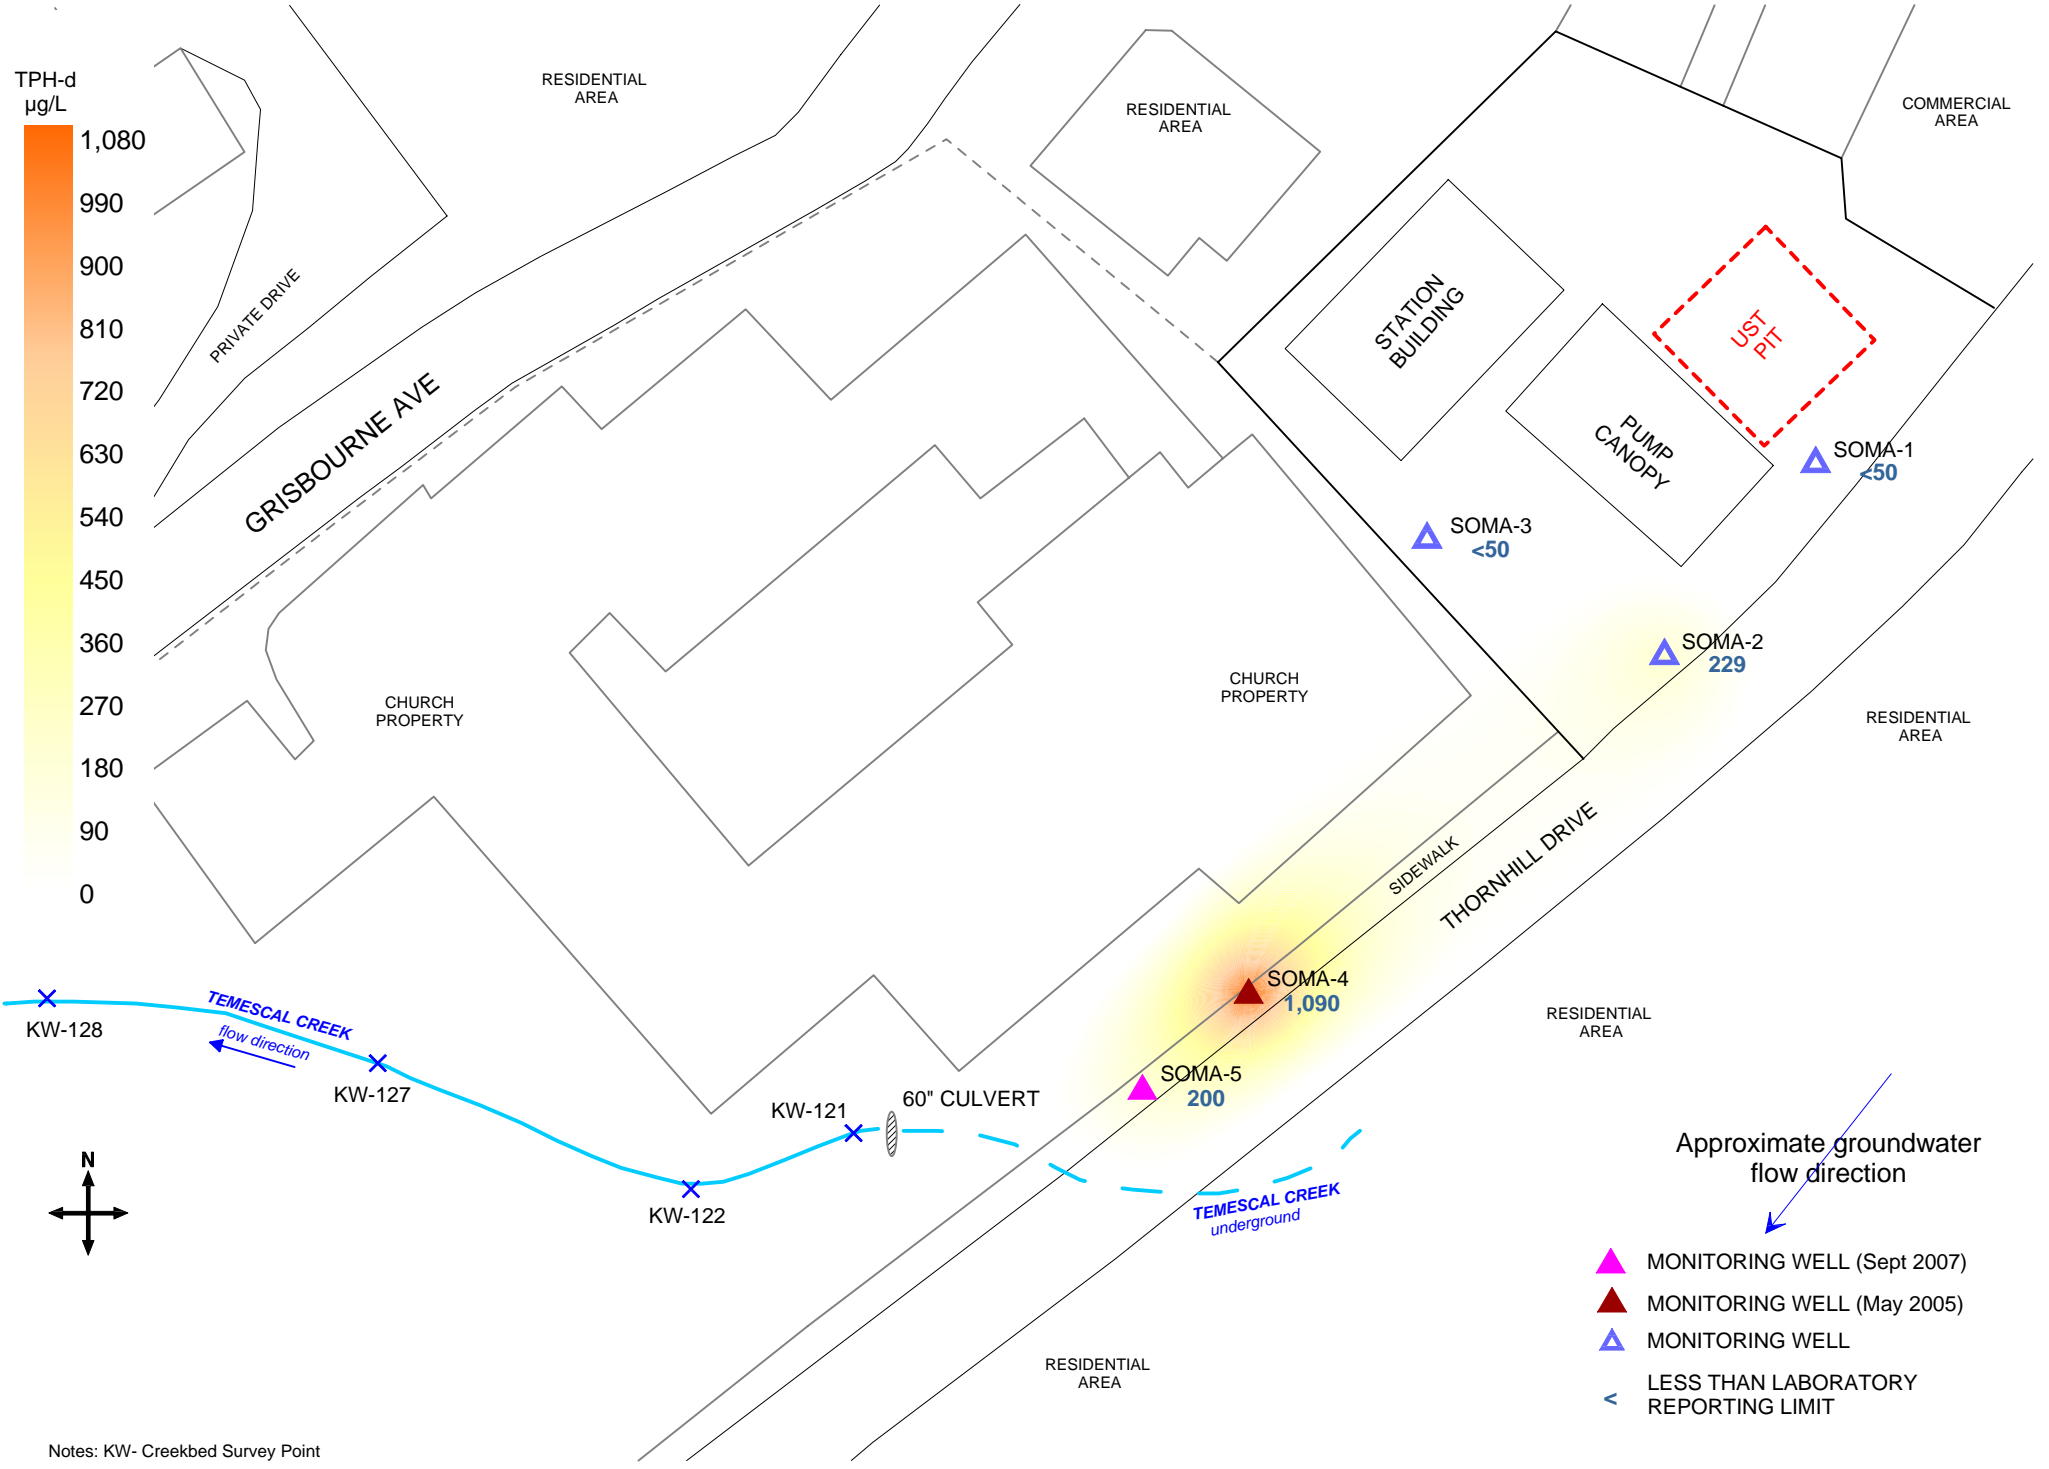 TPH-d
µg/L
1,080
990
900
810
720
630
540
450
360
270
180
90
0
RESIDENTIAL
AREA
RESIDENTIAL
AREA
COMMERCIAL
AREA
PRIVATE DRIVE
GRISBOURNE AVE
STATION
BUILDING
UST
PIT
PUMP
CANOPY
SOMA-1
<50
SOMA-3
<50
SOMA-2
229
CHURCH
PROPERTY
CHURCH
PROPERTY
RESIDENTIAL
AREA
SIDEWALK
THORNHILL DRIVE
SOMA-4
1,090
SOMA-5
200
RESIDENTIAL
AREA
TEMESCAL CREEK
flow direction
KW-128
KW-127
KW-121
60" CULVERT
KW-122
TEMESCAL CREEK
underground
N
Approximate groundwater
flow direction
MONITORING WELL (Sept 2007)
MONITORING WELL (May 2005)
MONITORING WELL
< LESS THAN LABORATORY
REPORTING LIMIT
RESIDENTIAL
AREA
Notes: KW- Creekbed Survey Point